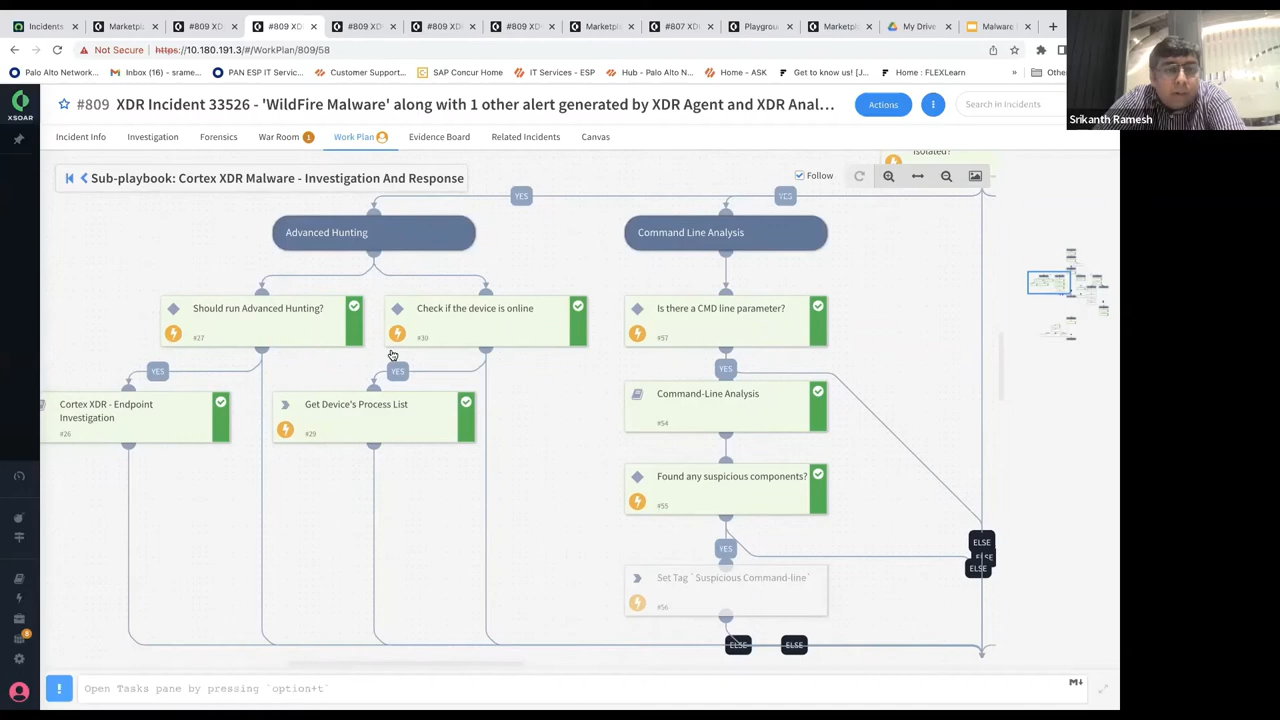 Incidents
Marketpl
#809 XD
#809 XD
#809 XD
#809 XD
#809 XD
Marketpl
#807 XD
Playgrou
Marketpl
My Drive
Malware
Not Secure
https://10.180.191.3/#/WorkPlan/809/58
Palo Alto Network...
Inbox (16) – srame...
PAN ESP IT Servic...
Customer Support...
SAP Concur Home
IT Services - ESP
Hub - Palo Alto N...
Home - ASK
Get to know us! [J...
Home : FLEXLearn
»
Othe
Srikanth Ramesh
XSOAR
#809 XDR Incident 33526 - 'WildFire Malware' along with 1 other alert generated by XDR Agent and XDR Anal...
Actions
Search in Incidents
Incident Info
Investigation
Forensics
War Room 1
Work Plan
Evidence Board
Related Incidents
Canvas
Isolated?
Sub-playbook: Cortex XDR Malware - Investigation And Response
Follow
YES
YES
Advanced Hunting
Command Line Analysis
Should run Advanced Hunting?
#27
Check if the device is online
#30
Is there a CMD line parameter?
#57
YES
YES
YES
Cortex XDR - Endpoint
Investigation
#26
Get Device's Process List
#29
Command-Line Analysis
#54
Found any suspicious components?
#55
YES
ELSE
ELSE
ELSE
Set Tag `Suspicious Command-line`
#56
ELSE
ELSE
8
!
Open Tasks pane by pressing `option+t`
M